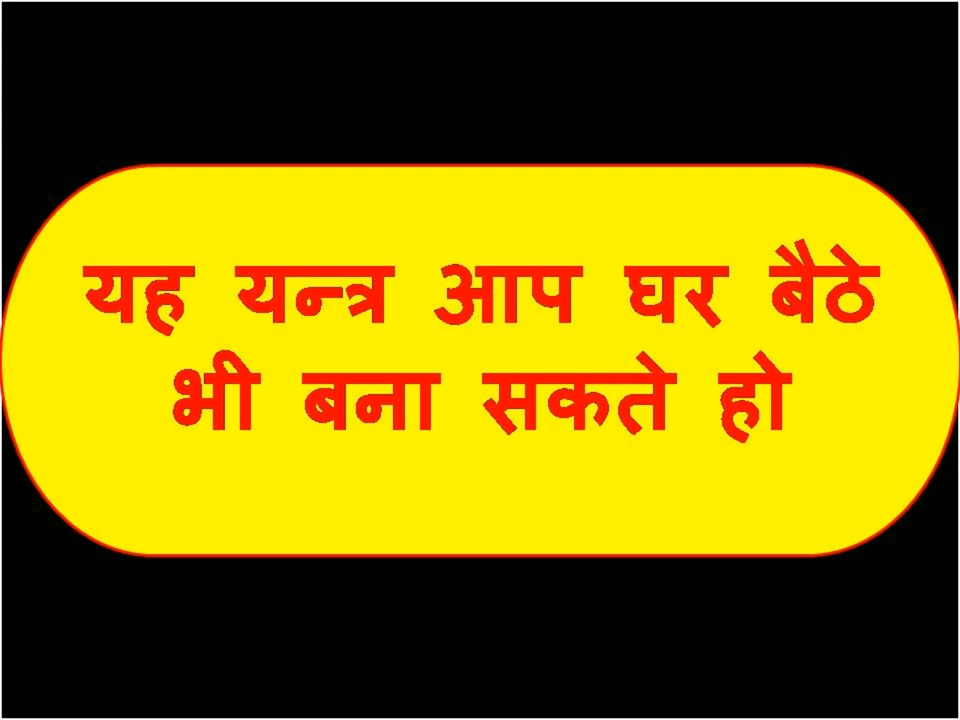 यह यन्त्र आप घर बैठे
भी बना सकते हो